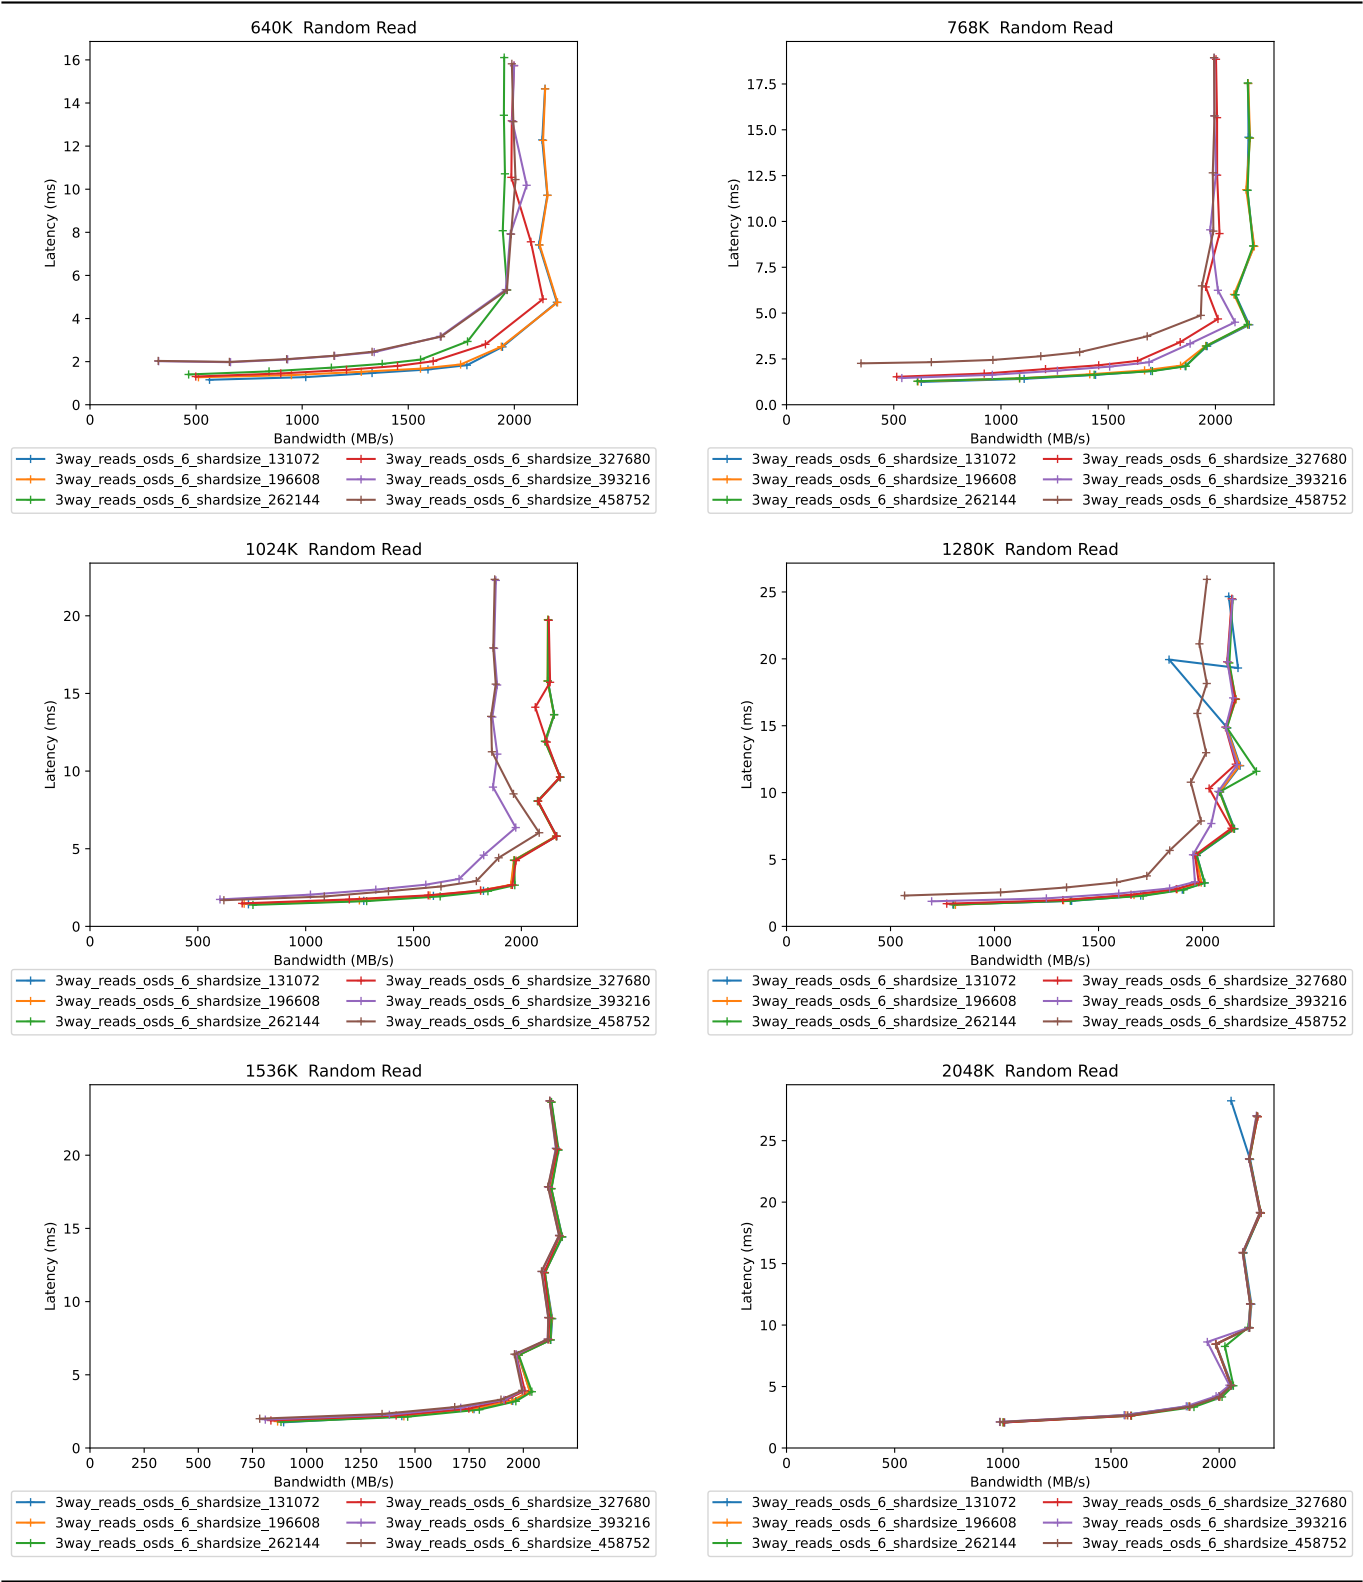 640K  Random Read
16
14
12
10
8
6
4
2
0
Latency (ms)
0 500 1000 1500 2000
Bandwidth (MB/s)
3way_reads_osds_6_shardsize_131072 3way_reads_osds_6_shardsize_327680
3way_reads_osds_6_shardsize_196608 3way_reads_osds_6_shardsize_393216
3way_reads_osds_6_shardsize_262144 3way_reads_osds_6_shardsize_458752
768K  Random Read
17.5
15.0
12.5
10.0
7.5
5.0
2.5
0.0
Latency (ms)
0 500 1000 1500 2000
Bandwidth (MB/s)
3way_reads_osds_6_shardsize_131072 3way_reads_osds_6_shardsize_327680
3way_reads_osds_6_shardsize_196608 3way_reads_osds_6_shardsize_393216
3way_reads_osds_6_shardsize_262144 3way_reads_osds_6_shardsize_458752
1024K  Random Read
20
15
10
5
0
Latency (ms)
0 500 1000 1500 2000
Bandwidth (MB/s)
3way_reads_osds_6_shardsize_131072 3way_reads_osds_6_shardsize_327680
3way_reads_osds_6_shardsize_196608 3way_reads_osds_6_shardsize_393216
3way_reads_osds_6_shardsize_262144 3way_reads_osds_6_shardsize_458752
1280K  Random Read
25
20
15
10
5
0
Latency (ms)
0 500 1000 1500 2000
Bandwidth (MB/s)
3way_reads_osds_6_shardsize_131072 3way_reads_osds_6_shardsize_327680
3way_reads_osds_6_shardsize_196608 3way_reads_osds_6_shardsize_393216
3way_reads_osds_6_shardsize_262144 3way_reads_osds_6_shardsize_458752
1536K  Random Read
20
15
10
5
0
Latency (ms)
0 250 500 750 1000 1250 1500 1750 2000
Bandwidth (MB/s)
3way_reads_osds_6_shardsize_131072 3way_reads_osds_6_shardsize_327680
3way_reads_osds_6_shardsize_196608 3way_reads_osds_6_shardsize_393216
3way_reads_osds_6_shardsize_262144 3way_reads_osds_6_shardsize_458752
2048K  Random Read
25
20
15
10
5
0
Latency (ms)
0 500 1000 1500 2000
Bandwidth (MB/s)
3way_reads_osds_6_shardsize_131072 3way_reads_osds_6_shardsize_327680
3way_reads_osds_6_shardsize_196608 3way_reads_osds_6_shardsize_393216
3way_reads_osds_6_shardsize_262144 3way_reads_osds_6_shardsize_458752